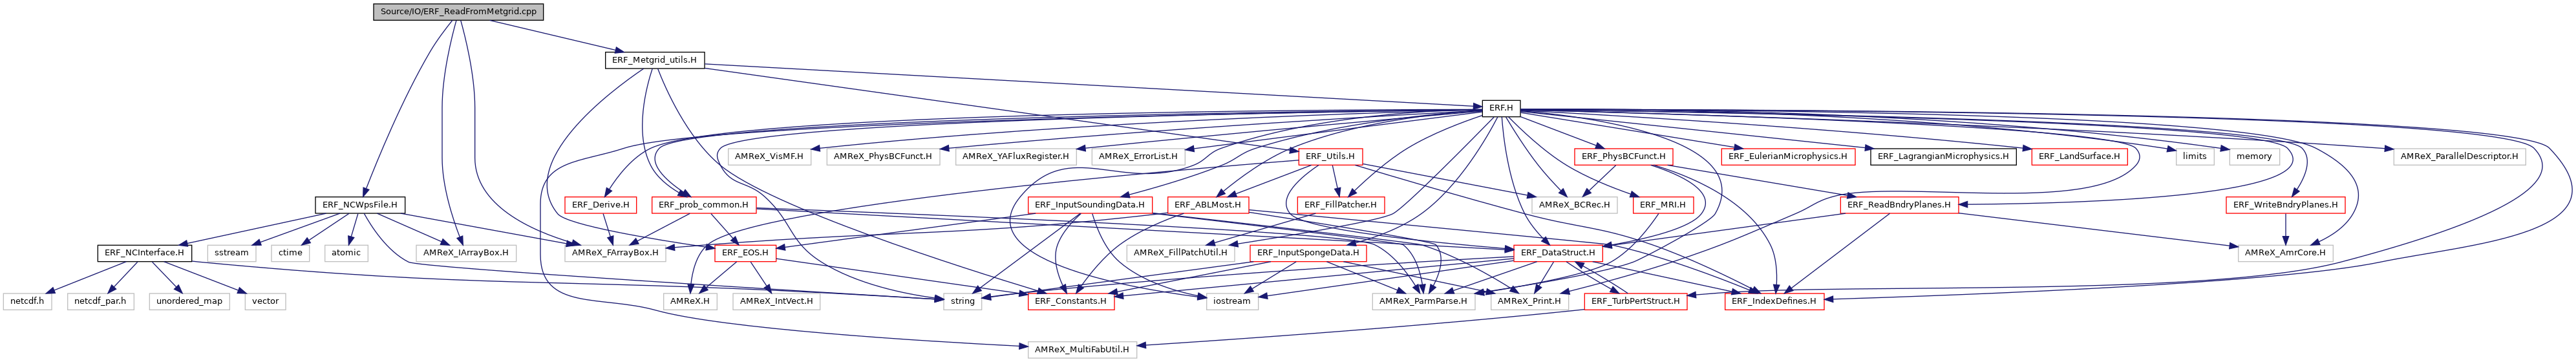 Source/IO/ERF_ReadFromMetgrid.cpp
ERF_Metgrid_utils.H
ERF.H
AMReX_VisMF.H
AMReX_PhysBCFunct.H
AMReX_YAFluxRegister.H
AMReX_ErrorList.H
ERF_Utils.H
ERF_PhysBCFunct.H
ERF_EulerianMicrophysics.H
ERF_LagrangianMicrophysics.H
ERF_LandSurface.H
limits
memory
AMReX_ParallelDescriptor.H
ERF_NCWpsFile.H
ERF_Derive.H
ERF_prob_common.H
ERF_InputSoundingData.H
ERF_ABLMost.H
ERF_FillPatcher.H
AMReX_BCRec.H
ERF_MRI.H
ERF_ReadBndryPlanes.H
ERF_WriteBndryPlanes.H
ERF_NCInterface.H
sstream
ctime
atomic
AMReX_IArrayBox.H
AMReX_FArrayBox.H
ERF_EOS.H
AMReX_FillPatchUtil.H
ERF_InputSpongeData.H
ERF_DataStruct.H
AMReX_AmrCore.H
netcdf.h
netcdf_par.h
unordered_map
vector
AMReX.H
AMReX_IntVect.H
string
ERF_Constants.H
iostream
AMReX_ParmParse.H
AMReX_Print.H
ERF_TurbPertStruct.H
ERF_IndexDefines.H
AMReX_MultiFabUtil.H